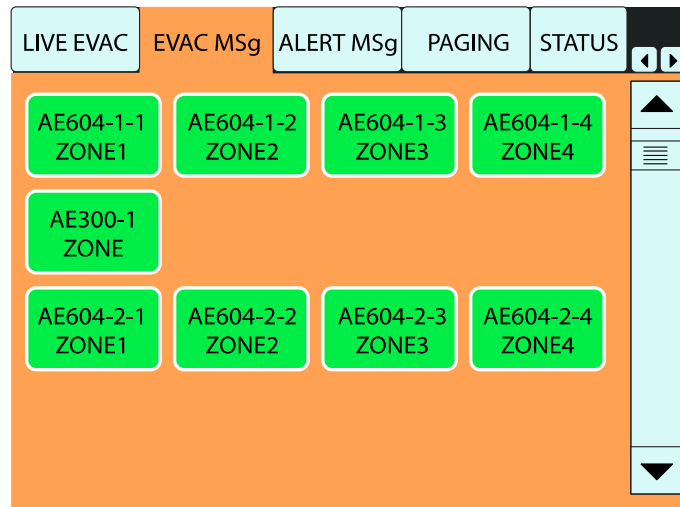 LIVE EVAC EVAC MSg ALERT MSg PAGING STATUS
AE604-1-1 AE604-1-2 AE604-1-3 AE604-1-4
ZONE1 ZONE2 ZONE3 ZONE4
AE300-1
ZONE
AE604-2-1 AE604-2-2 AE604-2-3 AE604-2-4
ZONE1 ZONE2 ZONE3 ZONE4